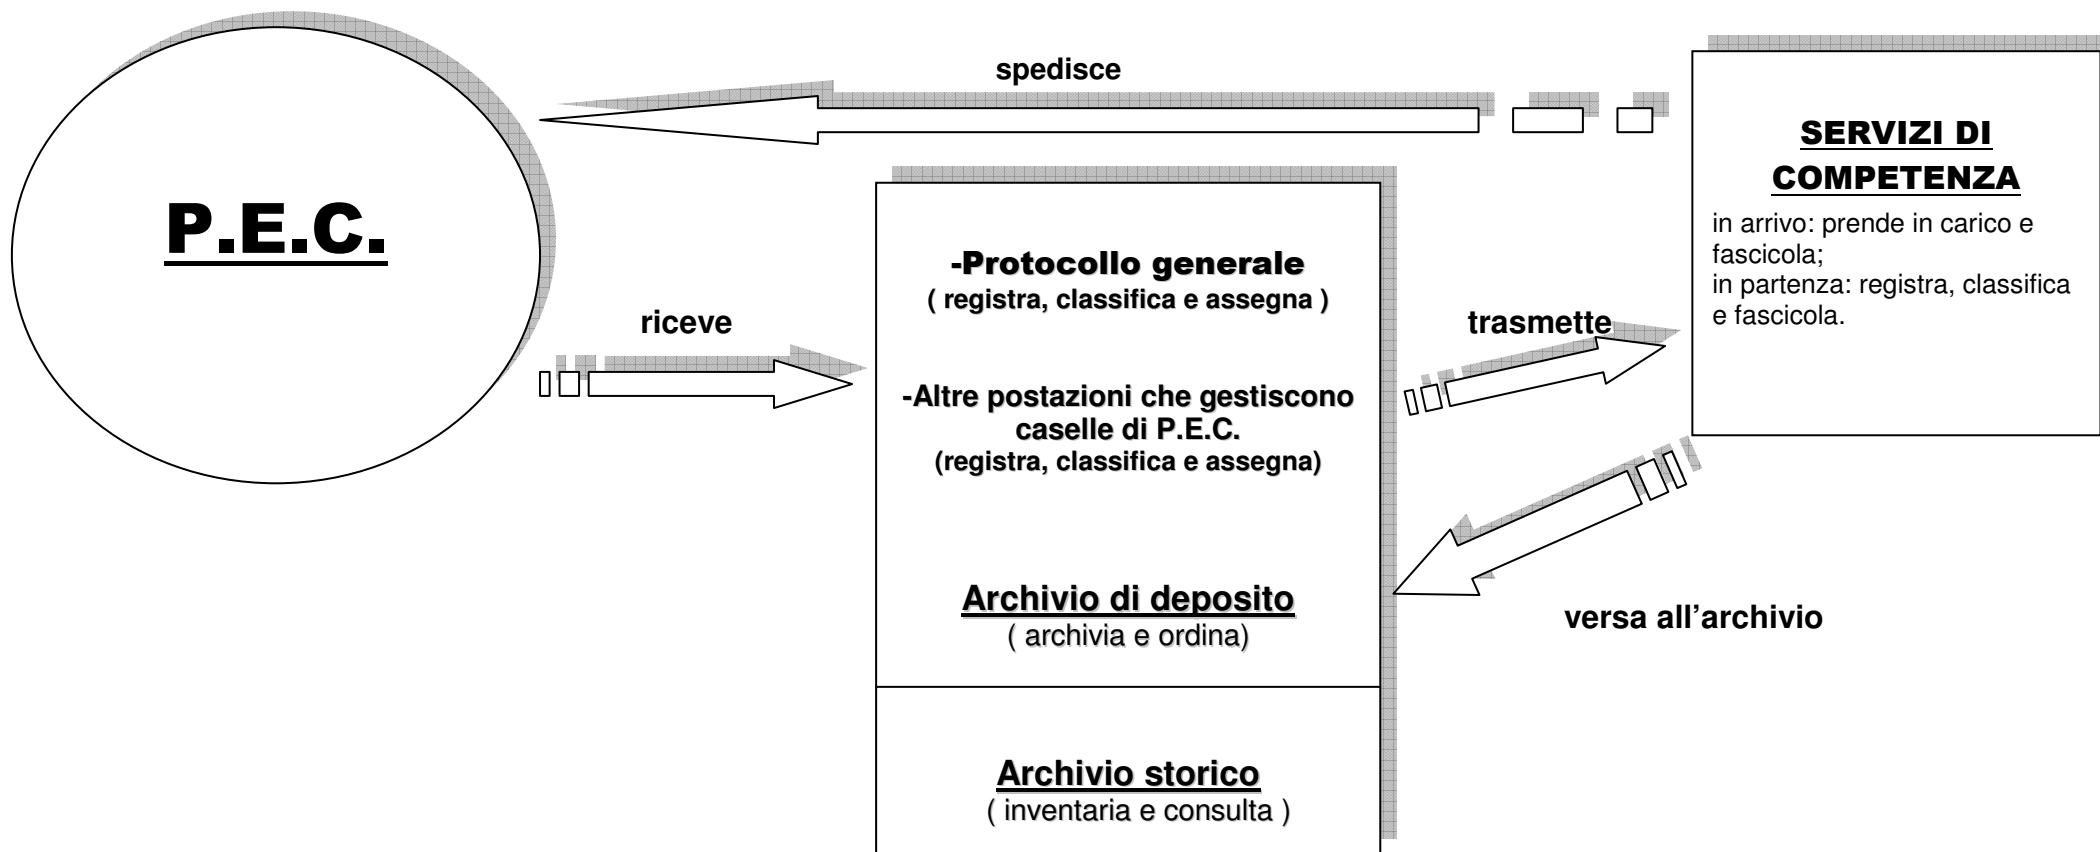 spedisce
P.E.C.
SERVIZI DI
COMPETENZA
in arrivo: prende in carico e
fascicola;
in partenza: registra, classifica
e fascicola.
-Protocollo generale
( registra, classifica e assegna )
riceve
trasmette
-Altre postazioni che gestiscono
caselle di P.E.C.
(registra, classifica e assegna)
Archivio di deposito
( archivia e ordina)
versa all’archivio
Archivio storico
( inventaria e consulta )